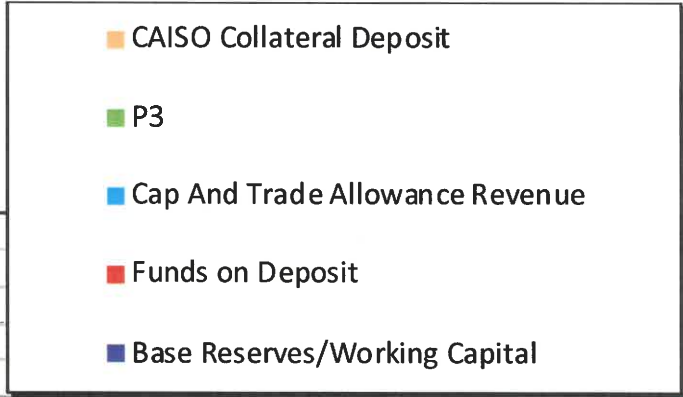 CAISO Collateral Deposit
P3
Cap And Trade Allowance Revenue
Funds on Deposit
Base Reserves/Working Capital